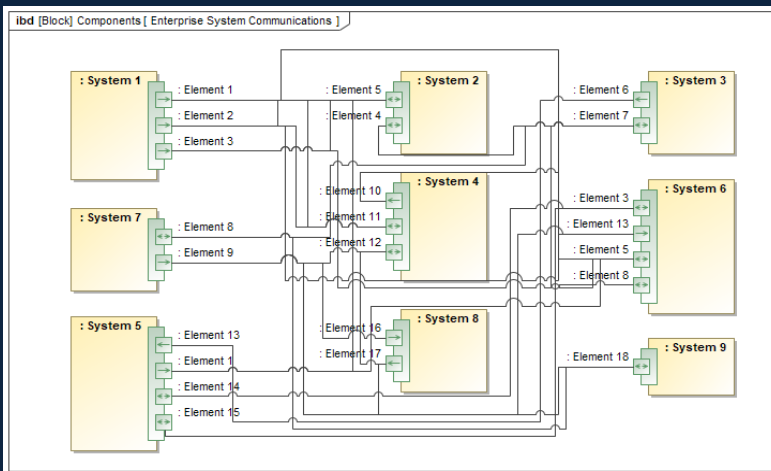 ibd [Block] Components [ Enterprise System Communications ]
: System 1
: Element 1
: Element 2
: Element 3
: System 2
: Element 5
: Element 4
: System 3
: Element 6
: Element 7
: System 7
: Element 8
: Element 9
: System 4
: Element 10
: Element 11
: Element 12
: System 6
: Element 3
: Element 13
: Element 5
: Element 8
: System 5
: Element 13
: Element 1
: Element 14
: Element 15
: System 8
: Element 16
: Element 17
: System 9
: Element 18